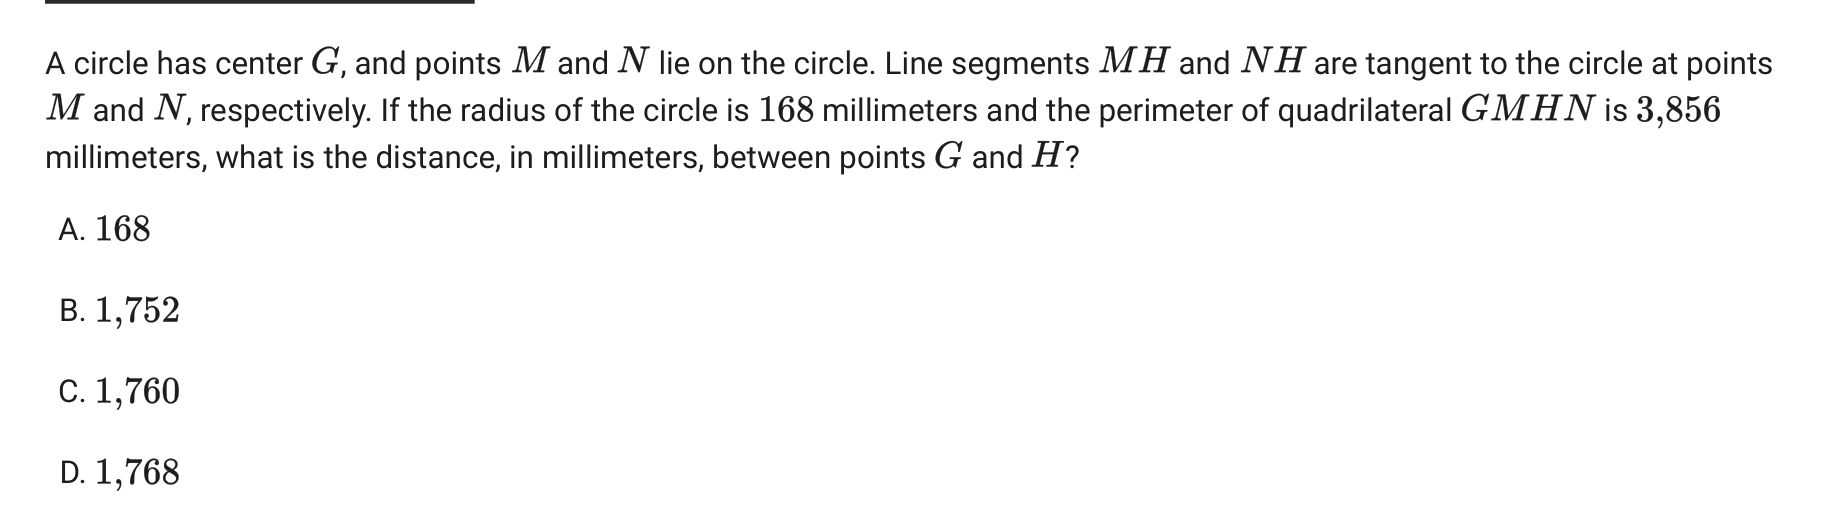 A circle has center G, and points M and N lie on the circle. Line segments MH and NH are tangent to the circle at points
M and N, respectively. If the radius of the circle is 168 millimeters and the perimeter of quadrilateral GMHN is 3,856
millimeters, what is the distance, in millimeters, between points G and H?
A. 168
B. 1,752
C. 1,760
D. 1,768